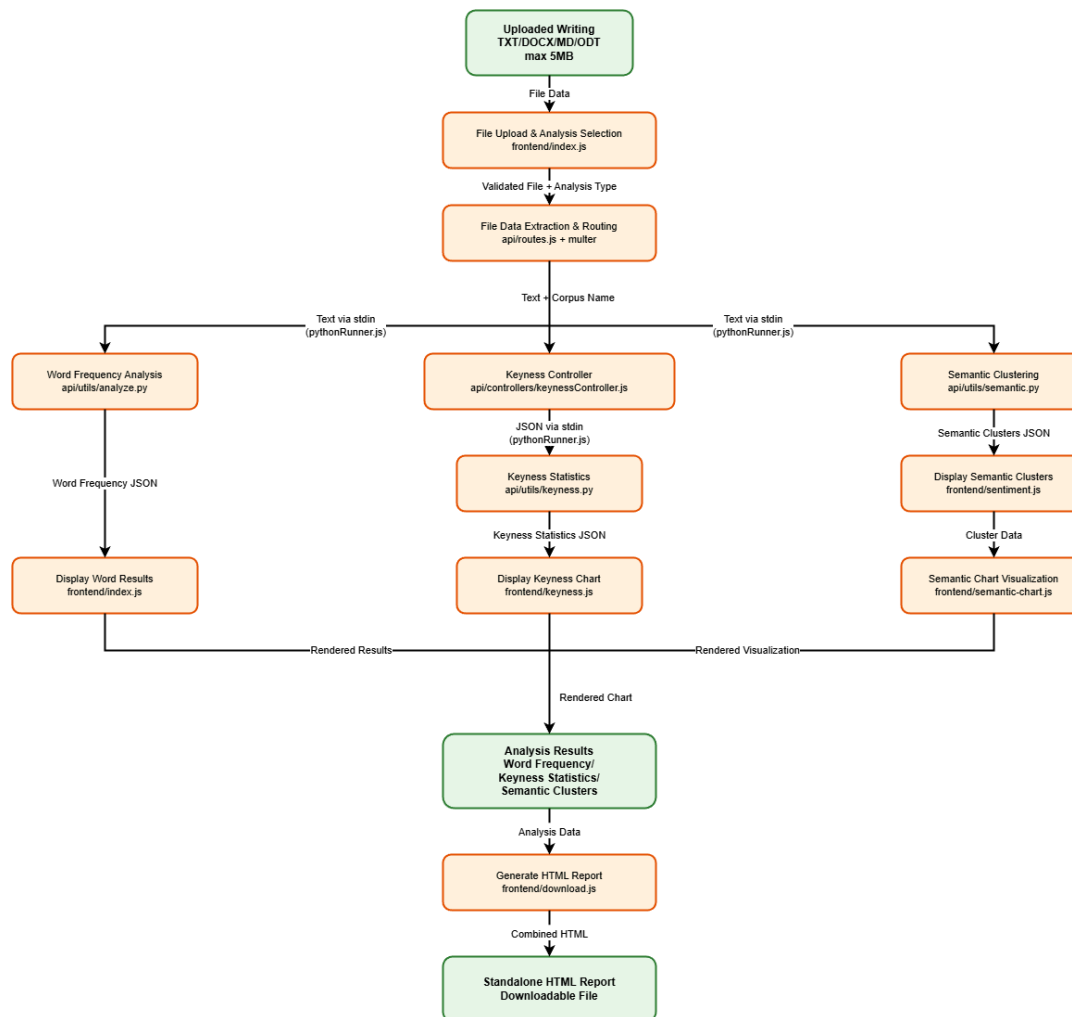 Uploaded Writing
TXT/DOCX/MD/ODT
max 5MB
File Data
File Upload & Analysis Selection
frontend/index.js
Validated File + Analysis Type
File Data Extraction & Routing
api/routes.js + multer
Text + Corpus Name
Text via stdin
(pythonRunner.js)
Text via stdin
(pythonRunner.js)
Word Frequency Analysis
api/utils/analyze.py
Keyness Controller
api/controllers/keynessController.js
Semantic Clustering
api/utils/semantic.py
JSON via stdin
(pythonRunner.js)
Semantic Clusters JSON
Word Frequency JSON
Keyness Statistics
api/utils/keyness.py
Display Semantic Clusters
frontend/sentiment.js
Keyness Statistics JSON
Cluster Data
Display Word Results
frontend/index.js
Display Keyness Chart
frontend/keyness.js
Semantic Chart Visualization
frontend/semantic-chart.js
Rendered Results
Rendered Visualization
Rendered Chart
Analysis Results
Word Frequency/
Keyness Statistics/
Semantic Clusters
Analysis Data
Generate HTML Report
frontend/download.js
Combined HTML
Standalone HTML Report
Downloadable File